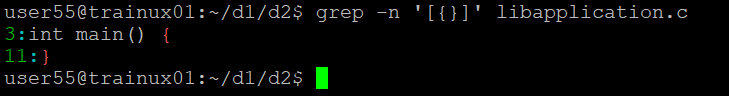 user55@trainux01:~/d1/d2$ grep -n '[{}]' libapplication.c
3:int main() {
11:}
user55@trainux01:~/d1/d2$